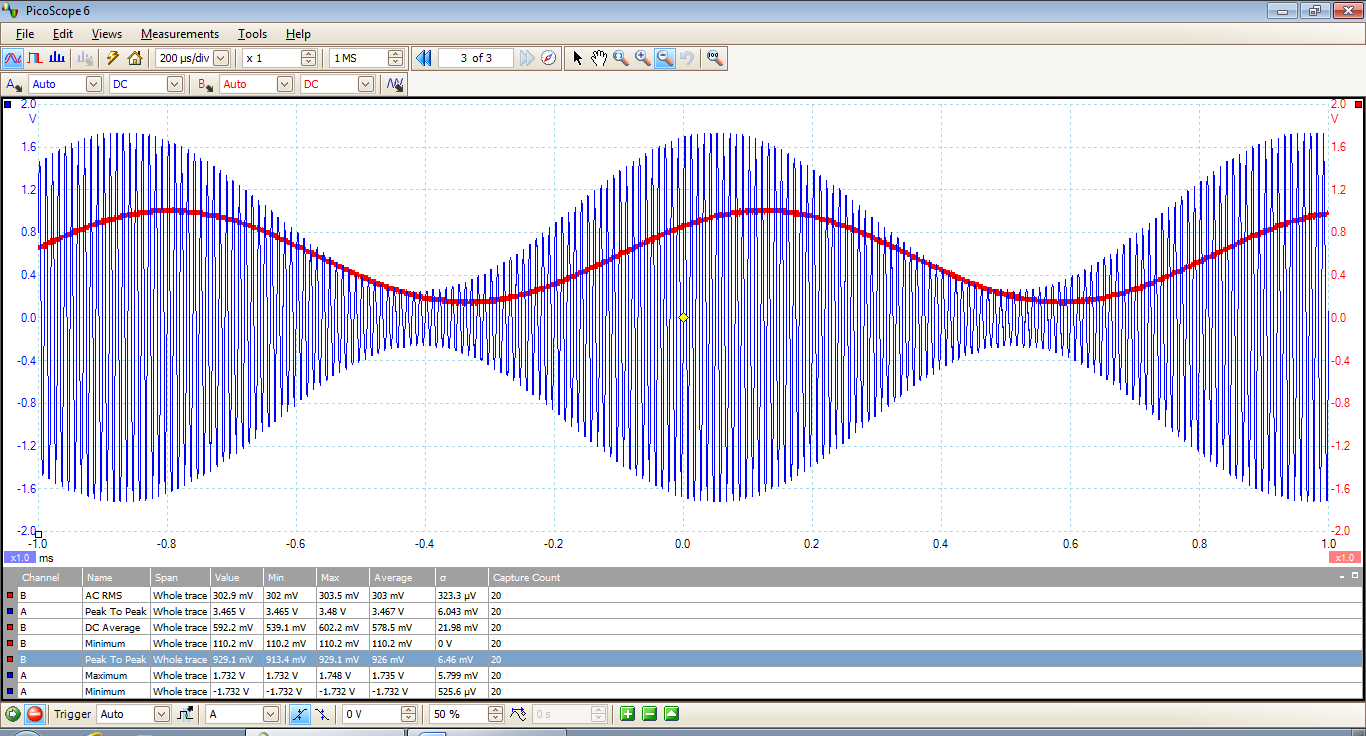 PicoScope 6
File Edit Views Measurements Tools Help
200 µs/div x 1 1 MS 3 of 3
A Auto DC B Auto DC
2.0 2.0
V V
1.6 1.6
1.2 1.2
0.8 0.8
0.4 0.4
0.0 0.0
-0.4 -0.4
-0.8 -0.8
-1.2 -1.2
-1.6 -1.6
-2.0 -2.0
-1.0 -0.8 -0.6 -0.4 -0.2 0.0 0.2 0.4 0.6 0.8 1.0
x1.0 ms x1.0
Channel Name Span Value Min Max Average σ Capture Count
B AC RMS Whole trace 302.9 mV 302 mV 303.5 mV 303 mV 323.3 µV 20
A Peak To Peak Whole trace 3.465 V 3.465 V 3.48 V 3.467 V 6.043 mV 20
B DC Average Whole trace 592.2 mV 539.1 mV 602.2 mV 578.5 mV 21.98 mV 20
B Minimum Whole trace 110.2 mV 110.2 mV 110.2 mV 110.2 mV 0 V 20
B Peak To Peak Whole trace 929.1 mV 913.4 mV 929.1 mV 926 mV 6.46 mV 20
A Maximum Whole trace 1.732 V 1.732 V 1.748 V 1.735 V 5.799 mV 20
A Minimum Whole trace -1.732 V -1.732 V -1.732 V -1.732 V 525.6 µV 20
Trigger Auto A 0 V 50 % 0 s